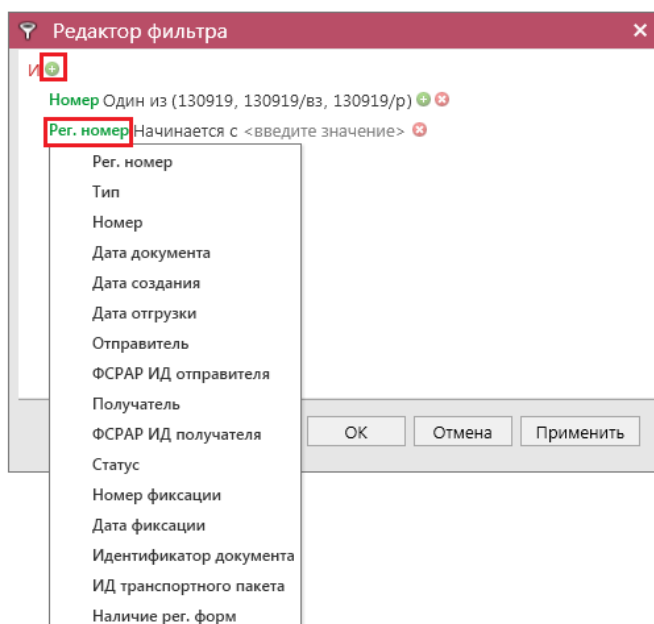 Редактор фильтра
И
Номер Один из (130919, 130919/вз, 130919/р)
Рег. номер Начинается с <введите значение>
Рег. номер
Тип
Номер
Дата документа
Дата создания
Дата отгрузки
Отправитель
ФСРАР ИД отправителя
Получатель
ФСРАР ИД получателя
ОК Отмена Применить
Статус
Номер фиксации
Дата фиксации
Идентификатор документа
ИД транспортного пакета
Наличие рег. форм